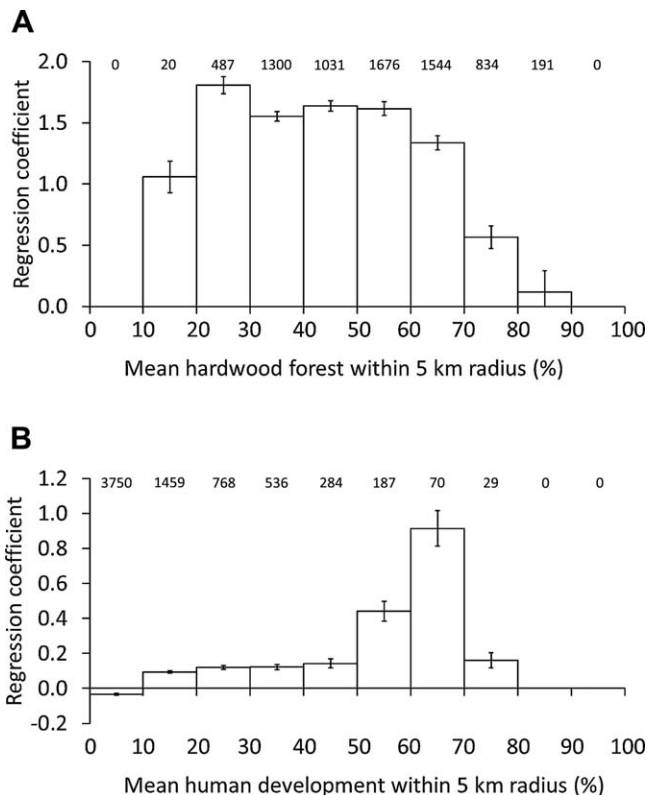 A
2.0
0 20 487 1300 1031 1676 1544 834 191 0
1.5
1.0
0.5
0.0
Regression coefficient
0 10 20 30 40 50 60 70 80 90 100
Mean hardwood forest within 5 km radius (%)
B
1.2
3750 1459 768 536 284 187 70 29 0 0
1.0
0.8
0.6
0.4
0.2
0.0
-0.2
Regression coefficient
0 10 20 30 40 50 60 70 80 90 100
Mean human development within 5 km radius (%)